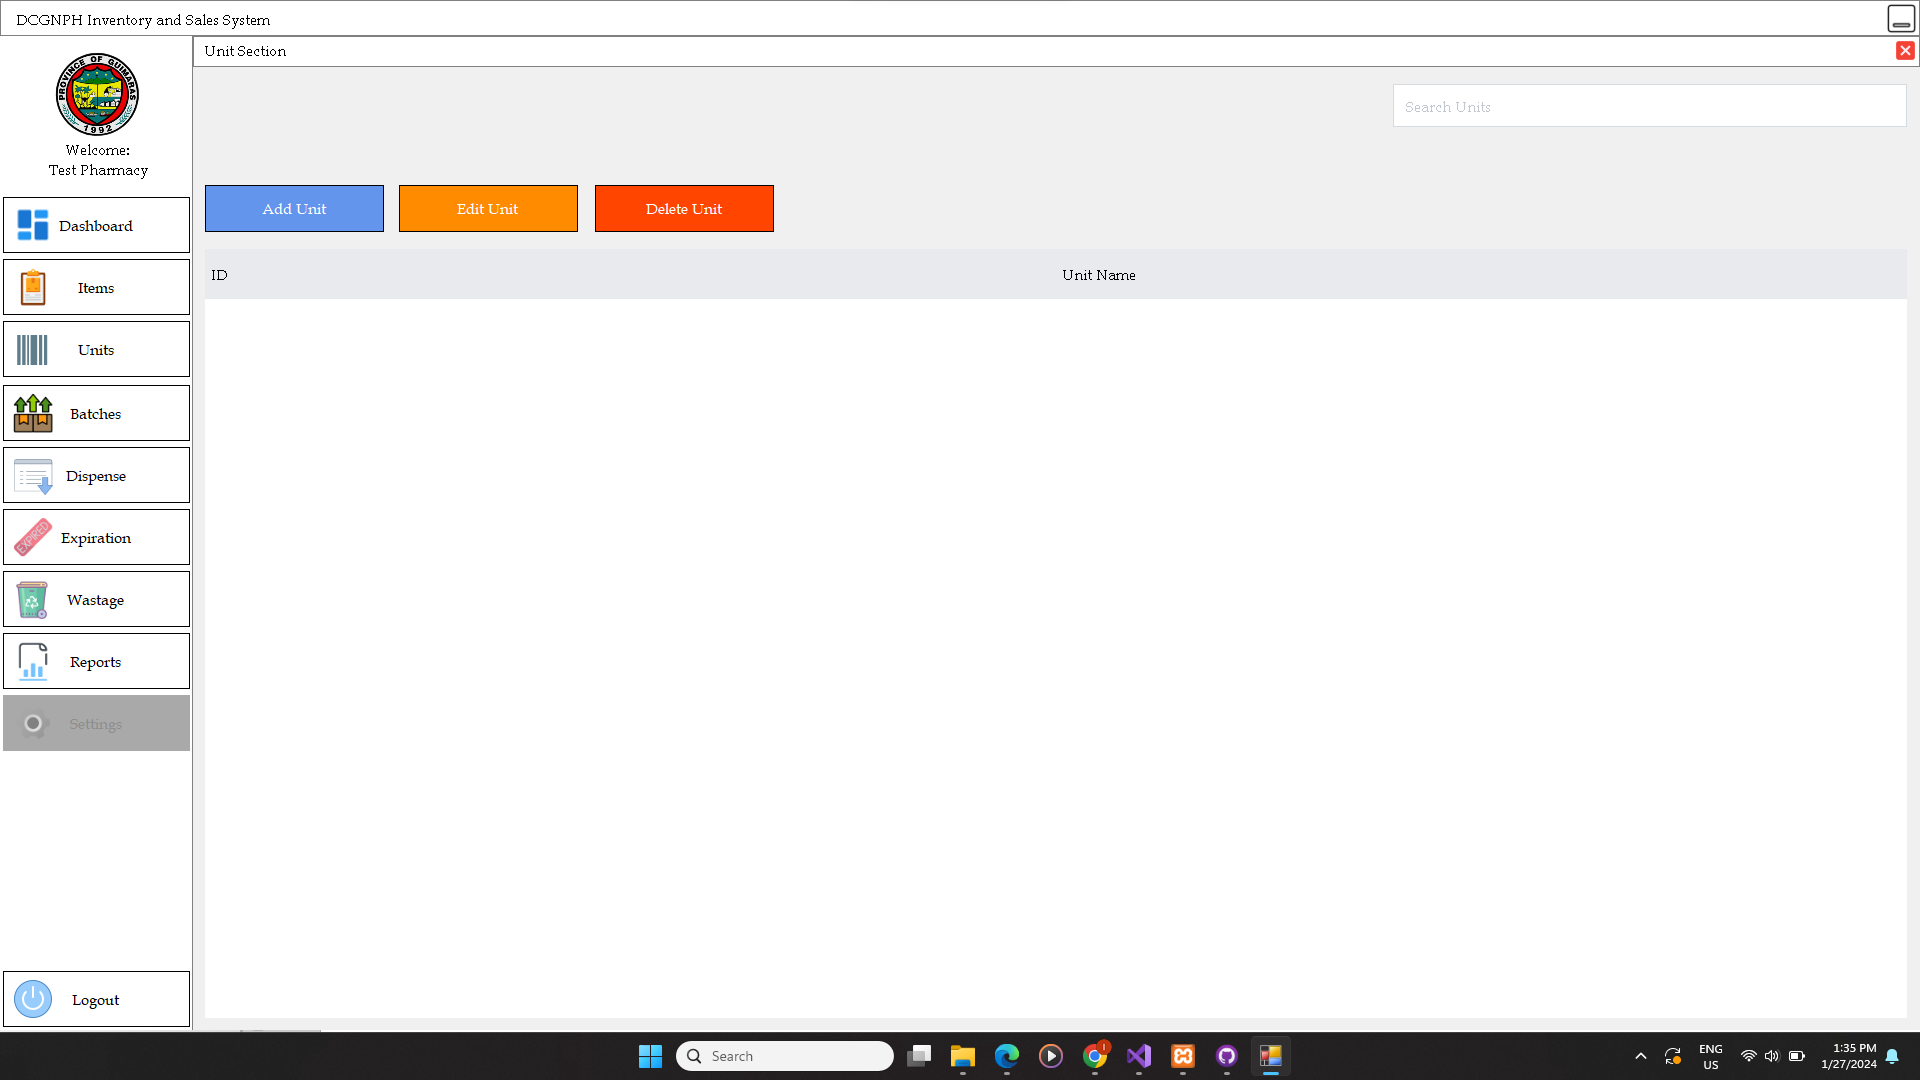 DCGNPH Inventory and Sales System
Unit Section
PROVINCE OF GUIMARAS
1992
Welcome:
Test Pharmacy
Search Units
Dashboard
Items
Units
Batches
Dispense
EXPIRED
Expiration
Wastage
Reports
Settings
Logout
Add Unit
Edit Unit
Delete Unit
ID
Unit Name
Search
1
ENG
US
1:35 PM
1/27/2024